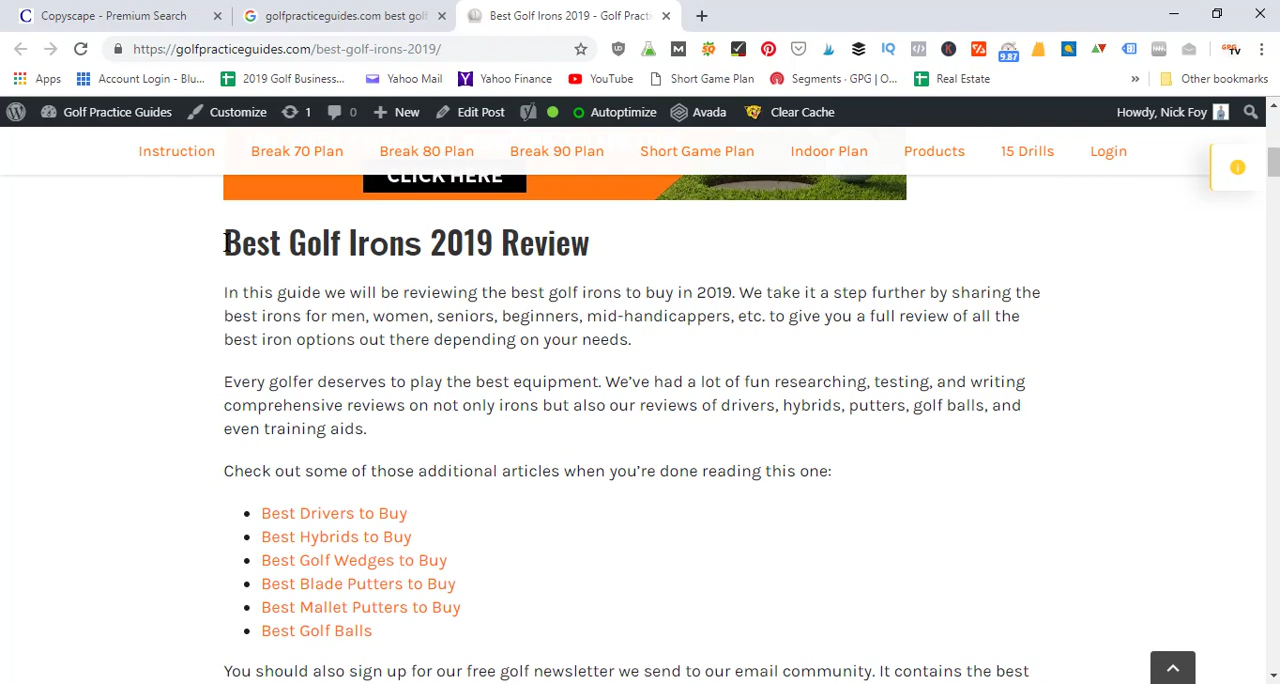 Copyscape - Premium Search
golfpracticeguides.com best golf
Best Golf Irons 2019 - Golf Pract
https://golfpracticeguides.com/best-golf-irons-2019/
9.87
Apps
Account Login - Blu...
2019 Golf Business...
Yahoo Mail
Yahoo Finance
YouTube
Short Game Plan
Segments · GPG | O...
Real Estate
»
Other bookmarks
Golf Practice Guides
Customize
1
0
New
Edit Post
Autoptimize
Avada
Clear Cache
Howdy, Nick Foy
Instruction
Break 70 Plan
Break 80 Plan
Break 90 Plan
Short Game Plan
Indoor Plan
Products
15 Drills
Login
CLICK HERE
Best Golf Irons 2019 Review
In this guide we will be reviewing the best golf irons to buy in 2019. We take it a step further by sharing the
best irons for men, women, seniors, beginners, mid-handicappers, etc. to give you a full review of all the
best iron options out there depending on your needs.
Every golfer deserves to play the best equipment. We've had a lot of fun researching, testing, and writing
comprehensive reviews on not only irons but also our reviews of drivers, hybrids, putters, golf balls, and
even training aids.
Check out some of those additional articles when you're done reading this one:
Best Drivers to Buy
Best Hybrids to Buy
Best Golf Wedges to Buy
Best Blade Putters to Buy
Best Mallet Putters to Buy
Best Golf Balls
You should also sign up for our free golf newsletter we send to our email community. It contains the best